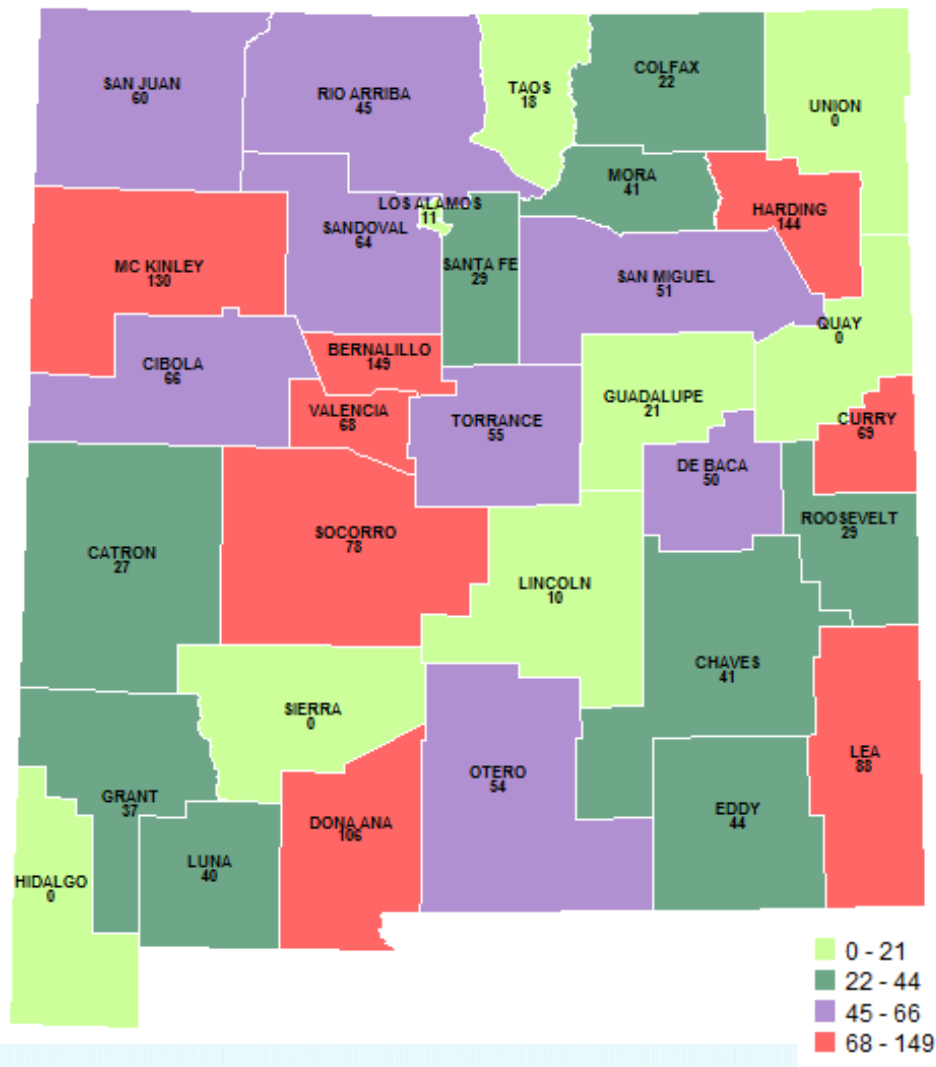 SAN JUAN
60
RIO ARRIBA
45
TAOS
18
COLFAX
22
UNION
0
MORA
41
HARDING
144
LOS ALAMOS
11
SANDOVAL
64
SANTA FE
29
MC KINLEY
130
SAN MIGUEL
51
QUAY
0
BERNALILLO
149
CIBOLA
66
VALENCIA
68
TORRANCE
55
GUADALUPE
21
CURRY
69
DE BACA
50
ROOSEVELT
29
SOCORRO
78
CATRON
27
LINCOLN
10
CHAVES
41
SIERRA
0
LEA
88
OTERO
54
GRANT
37
EDDY
44
DONA ANA
106
LUNA
40
HIDALGO
0
0 - 21
22 - 44
45 - 66
68 - 149